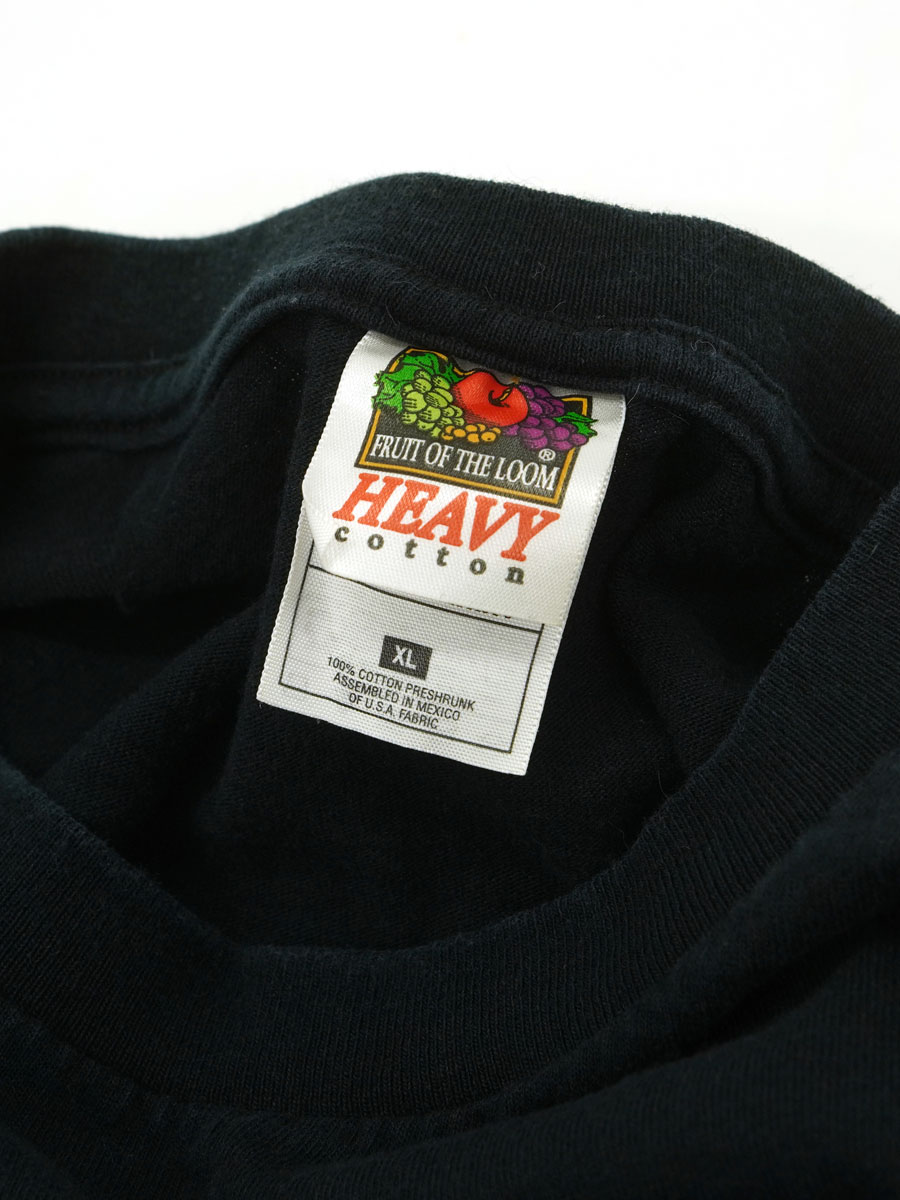 FRUIT OF THE LOOM®
HEAVY
cotton
XL
100% COTTON PRESHRUNK
ASSEMBLED IN MEXICO
OF U.S.A. FABRIC